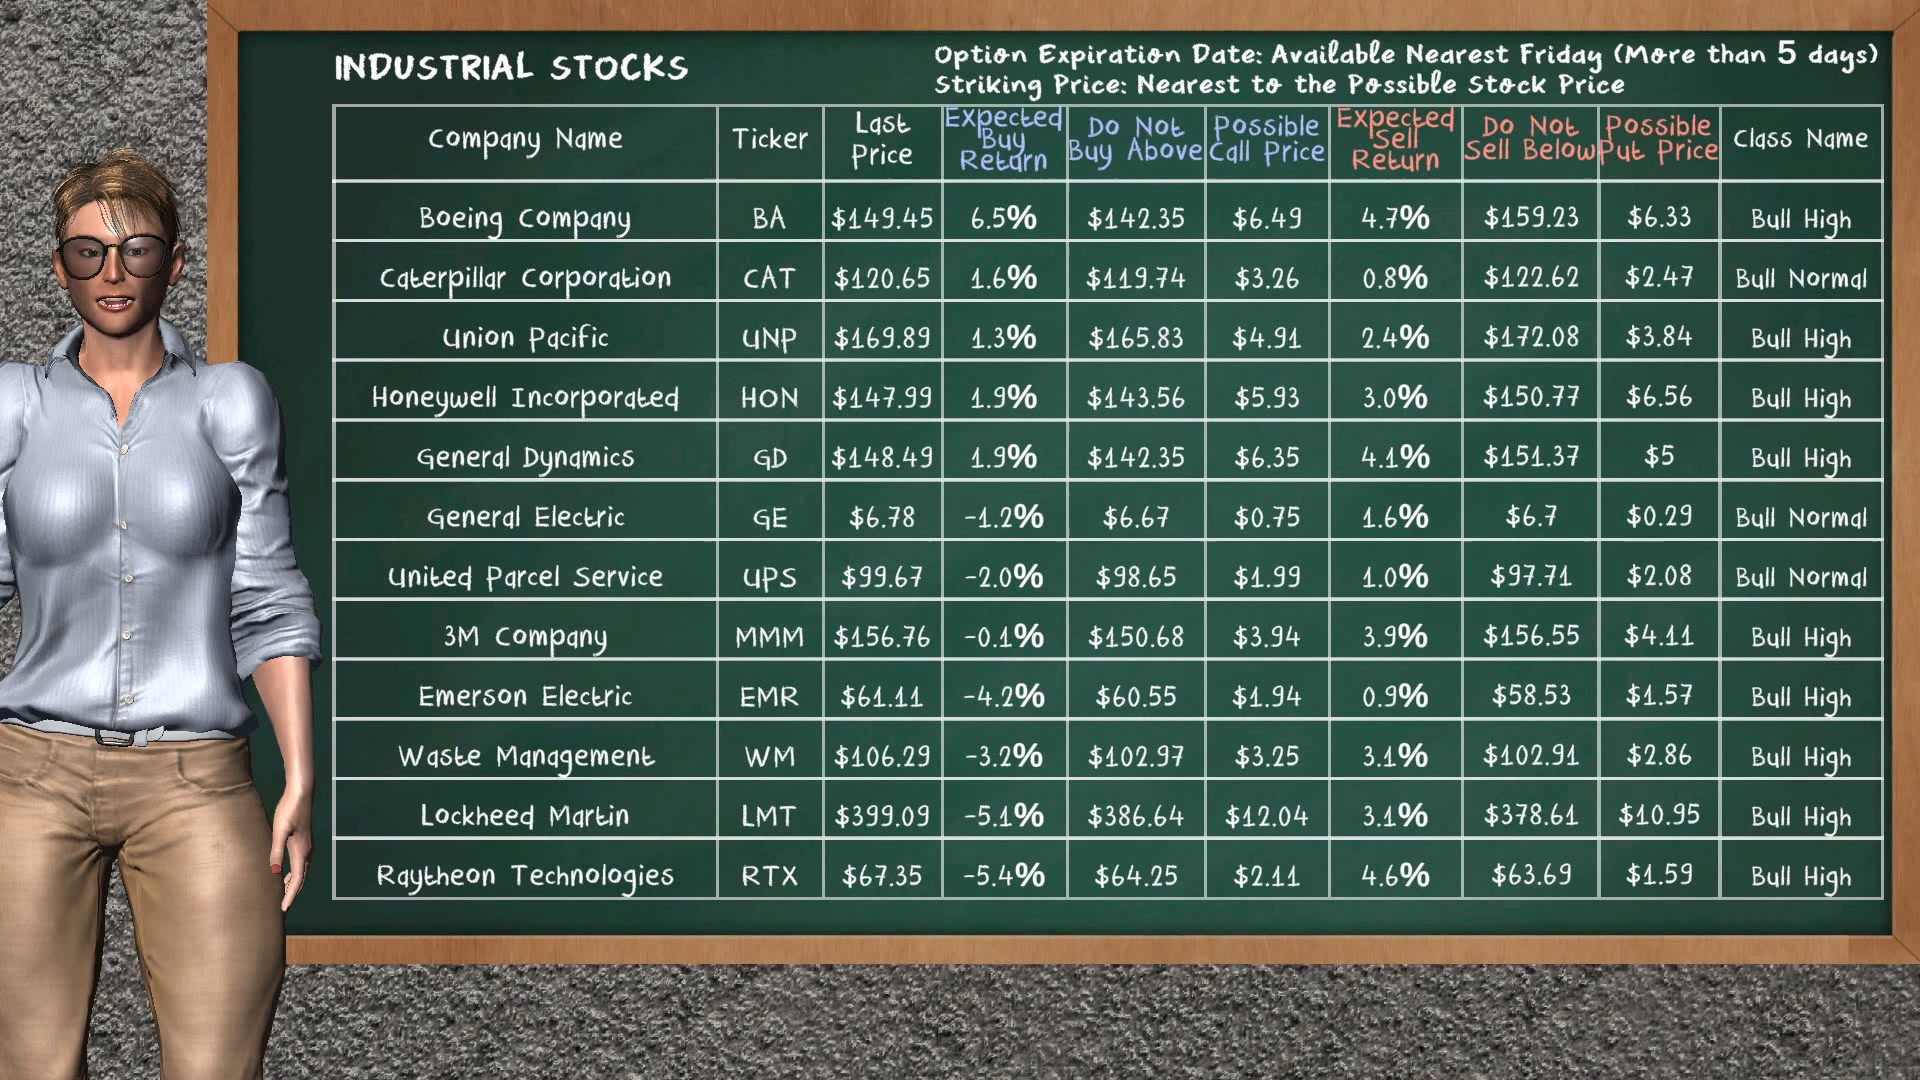 INDUSTRIAL STOCKS
Option Expiration Date: Available Nearest Friday (More than 5 days)
Striking Price: Nearest to the Possible Stock Price
Company Name Ticker Last Price Expected Buy Return Do Not Buy Above Possible Call Price Expected Sell Return Do Not Sell Below Possible Put Price Class Name
Boeing Company BA $149.45 6.5% $142.35 $6.49 4.7% $159.23 $6.33 Bull High
Caterpillar Corporation CAT $120.65 1.6% $119.74 $3.26 0.8% $122.62 $2.47 Bull Normal
Union Pacific UNP $169.89 1.3% $165.83 $4.91 2.4% $172.08 $3.84 Bull High
Honeywell Incorporated HON $147.99 1.9% $143.56 $5.93 3.0% $150.77 $6.56 Bull High
General Dynamics GD $148.49 1.9% $142.35 $6.35 4.1% $151.37 $5 Bull High
General Electric GE $6.78 -1.2% $6.67 $0.75 1.6% $6.7 $0.29 Bull Normal
United Parcel Service UPS $99.67 -2.0% $98.65 $1.99 1.0% $97.71 $2.08 Bull Normal
3M Company MMM $156.76 -0.1% $150.68 $3.94 3.9% $156.55 $4.11 Bull High
Emerson Electric EMR $61.11 -4.2% $60.55 $1.94 0.9% $58.53 $1.57 Bull High
Waste Management WM $106.29 -3.2% $102.97 $3.25 3.1% $102.91 $2.86 Bull High
Lockheed Martin LMT $399.09 -5.1% $386.64 $12.04 3.1% $378.61 $10.95 Bull High
Raytheon Technologies RTX $67.35 -5.4% $64.25 $2.11 4.6% $63.69 $1.59 Bull High